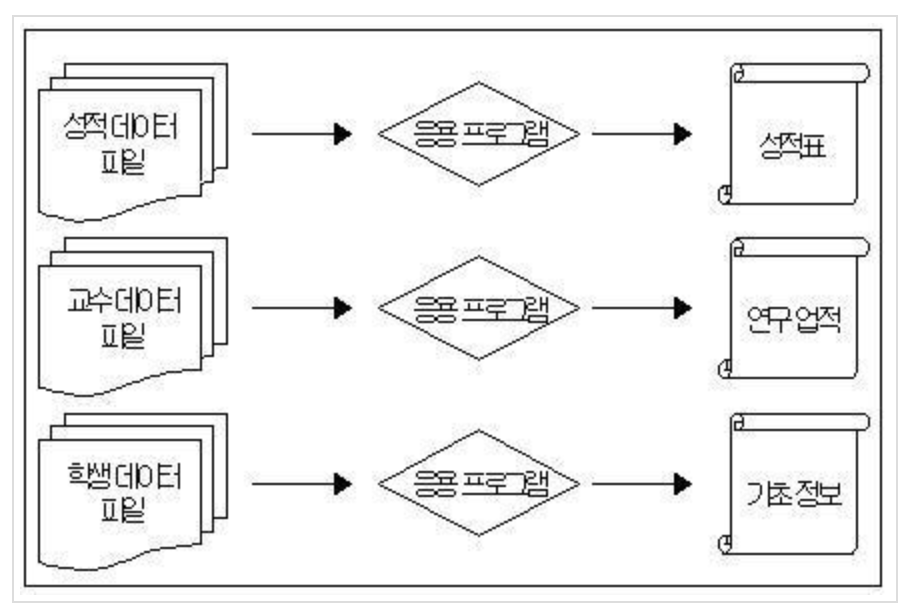 성적데이터
파일
응용 프로그램
성적표
교수데이터
파일
응용 프로그램
연구 업적
학생데이터
파일
응용 프로그램
기초 정보